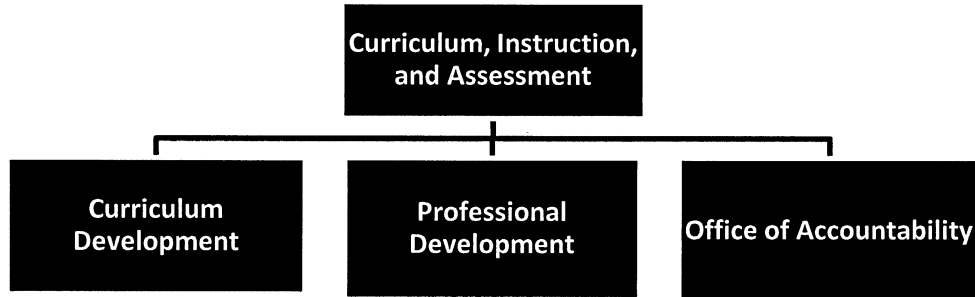 Curriculum, Instruction,
and Assessment
Curriculum
Development
Professional
Development
Office of Accountability